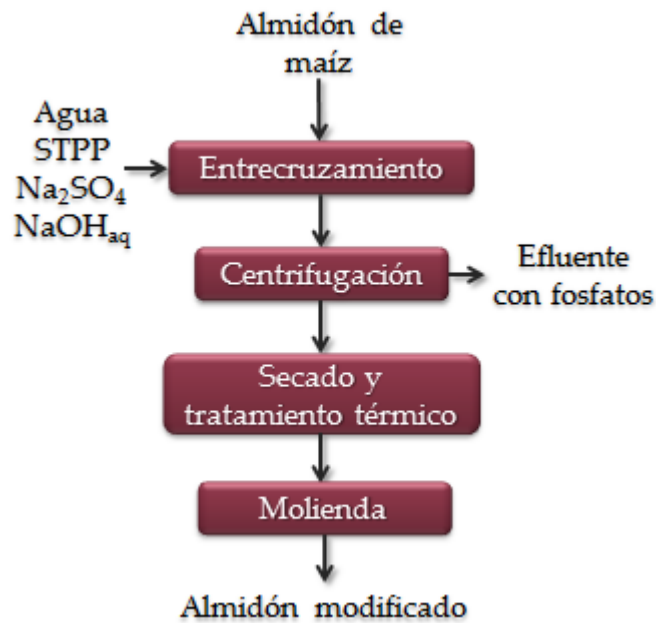 Almidón de
maíz
Agua
STPP
Na₂SO₄
NaOHaq
Entrecruzamiento
Centrifugación
Efluente
con fosfatos
Secado y
tratamiento térmico
Molienda
Almidón modificado